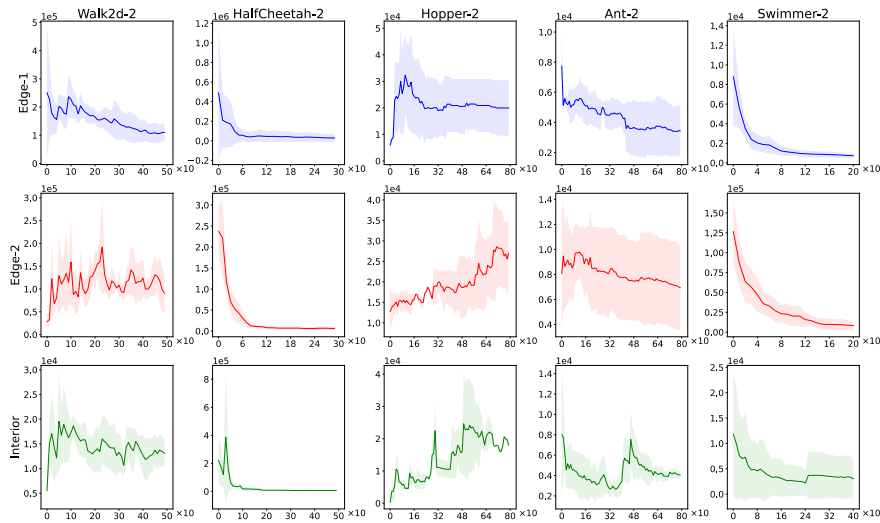 Walk2d-2 HalfCheetah-2 Hopper-2 Ant-2 Swimmer-2
1e5 1e6 1e4 1e4 1e4
Edge-1
5 4 3 2 1 0
1.2 1.0 0.8 0.6 0.4 0.2 0.0 −0.2
5 4 3 2 1 0
1.0 0.8 0.6 0.4 0.2
1.4 1.2 1.0 0.8 0.6 0.4 0.2 0.0
0 10 20 30 40 50 ×10
0 6 12 18 24 30 ×10
0 16 32 48 64 80 ×10
0 16 32 48 64 80 ×10
0 4 8 12 16 20 ×10
1e5 1e5 1e4 1e4 1e5
Edge-2
3.0 2.5 2.0 1.5 1.0 0.5 0.0
3.0 2.5 2.0 1.5 1.0 0.5 0.0
4.0 3.5 3.0 2.5 2.0 1.5 1.0
1.4 1.2 1.0 0.8 0.6 0.4
1.50 1.25 1.00 0.75 0.50 0.25 0.00
0 10 20 30 40 50 ×10
0 6 12 18 24 30 ×10
0 16 32 48 64 80 ×10
0 16 32 48 64 80 ×10
0 4 8 12 16 20 ×10
1e4 1e5 1e4 1e4 1e4
Interior
3.0 2.5 2.0 1.5 1.0 0.5
8 6 4 2 0
4 3 2 1 0
1.4 1.2 1.0 0.8 0.6 0.4 0.2
2.5 2.0 1.5 1.0 0.5 0.0
0 10 20 30 40 50 ×10
0 6 12 18 24 30 ×10
0 16 32 48 64 80 ×10
0 16 32 48 64 80 ×10
0 8 16 24 32 40 ×10